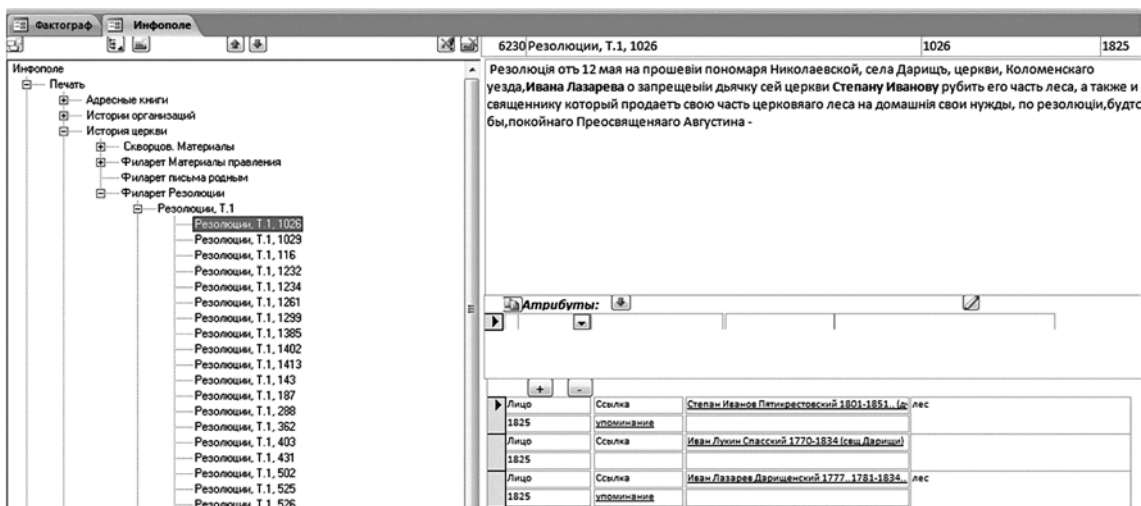 Фактограф Инфополе
6230 Резолюции, Т.1, 1026 1026 1825
Инфополе
Печать
Адресные книги
Истории организаций
История церкви
Скворцов. Материалы
Филарет Материалы правления
Филарет письма родным
Филарет Резолюции
Резолюции, Т.1
Резолюции, Т.1, 1026
Резолюции, Т.1, 1029
Резолюции, Т.1, 116
Резолюции, Т.1, 1232
Резолюции, Т.1, 1234
Резолюции, Т.1, 1261
Резолюции, Т.1, 1299
Резолюции, Т.1, 1385
Резолюции, Т.1, 1402
Резолюции, Т.1, 1413
Резолюции, Т.1, 143
Резолюции, Т.1, 187
Резолюции, Т.1, 288
Резолюции, Т.1, 362
Резолюции, Т.1, 403
Резолюции, Т.1, 431
Резолюции, Т.1, 502
Резолюции, Т.1, 525
Резолюции, Т.1, 526
Резолюція отъ 12 мая на прошевіи пономаря Николаевской, села Дарищъ, церкви, Коломенскаго
уезда,Ивана Лазарева о запрещеыіи дьячку сей церкви Степану Иванову рубить его часть леса, а также и
священнику который продаетъ свою часть церковяаго леса на домашнія свои нужды, по резолюціи,будто
бы,покойнаго Преосвященяаго Августина -
Атрибуты:
+ -
Лицо Ссылка Степан Иванов Пятикрестовский 1801-1851.. (д лес
1825 упоминание
Лицо Ссылка Иван Лукин Спасский 1770-1834 (свщ Дарищи)
1825
Лицо Ссылка Иван Лазарев Дарищенский 1777..1781-1834.. лес
1825 упоминание